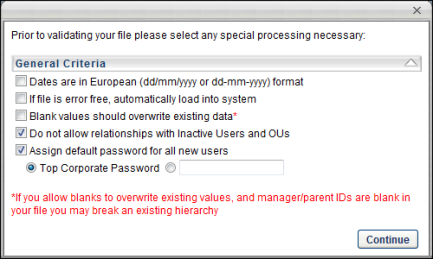 Prior to validating your file please select any special processing necessary:
General Criteria
Dates are in European (dd/mm/yyyy or dd-mm-yyyy) format
If file is error free, automatically load into system
Blank values should overwrite existing data*
Do not allow relationships with Inactive Users and OUs
Assign default password for all new users
Top Corporate Password
*If you allow blanks to overwrite existing values, and manager/parent IDs are blank in
your file you may break an existing hierarchy
Continue